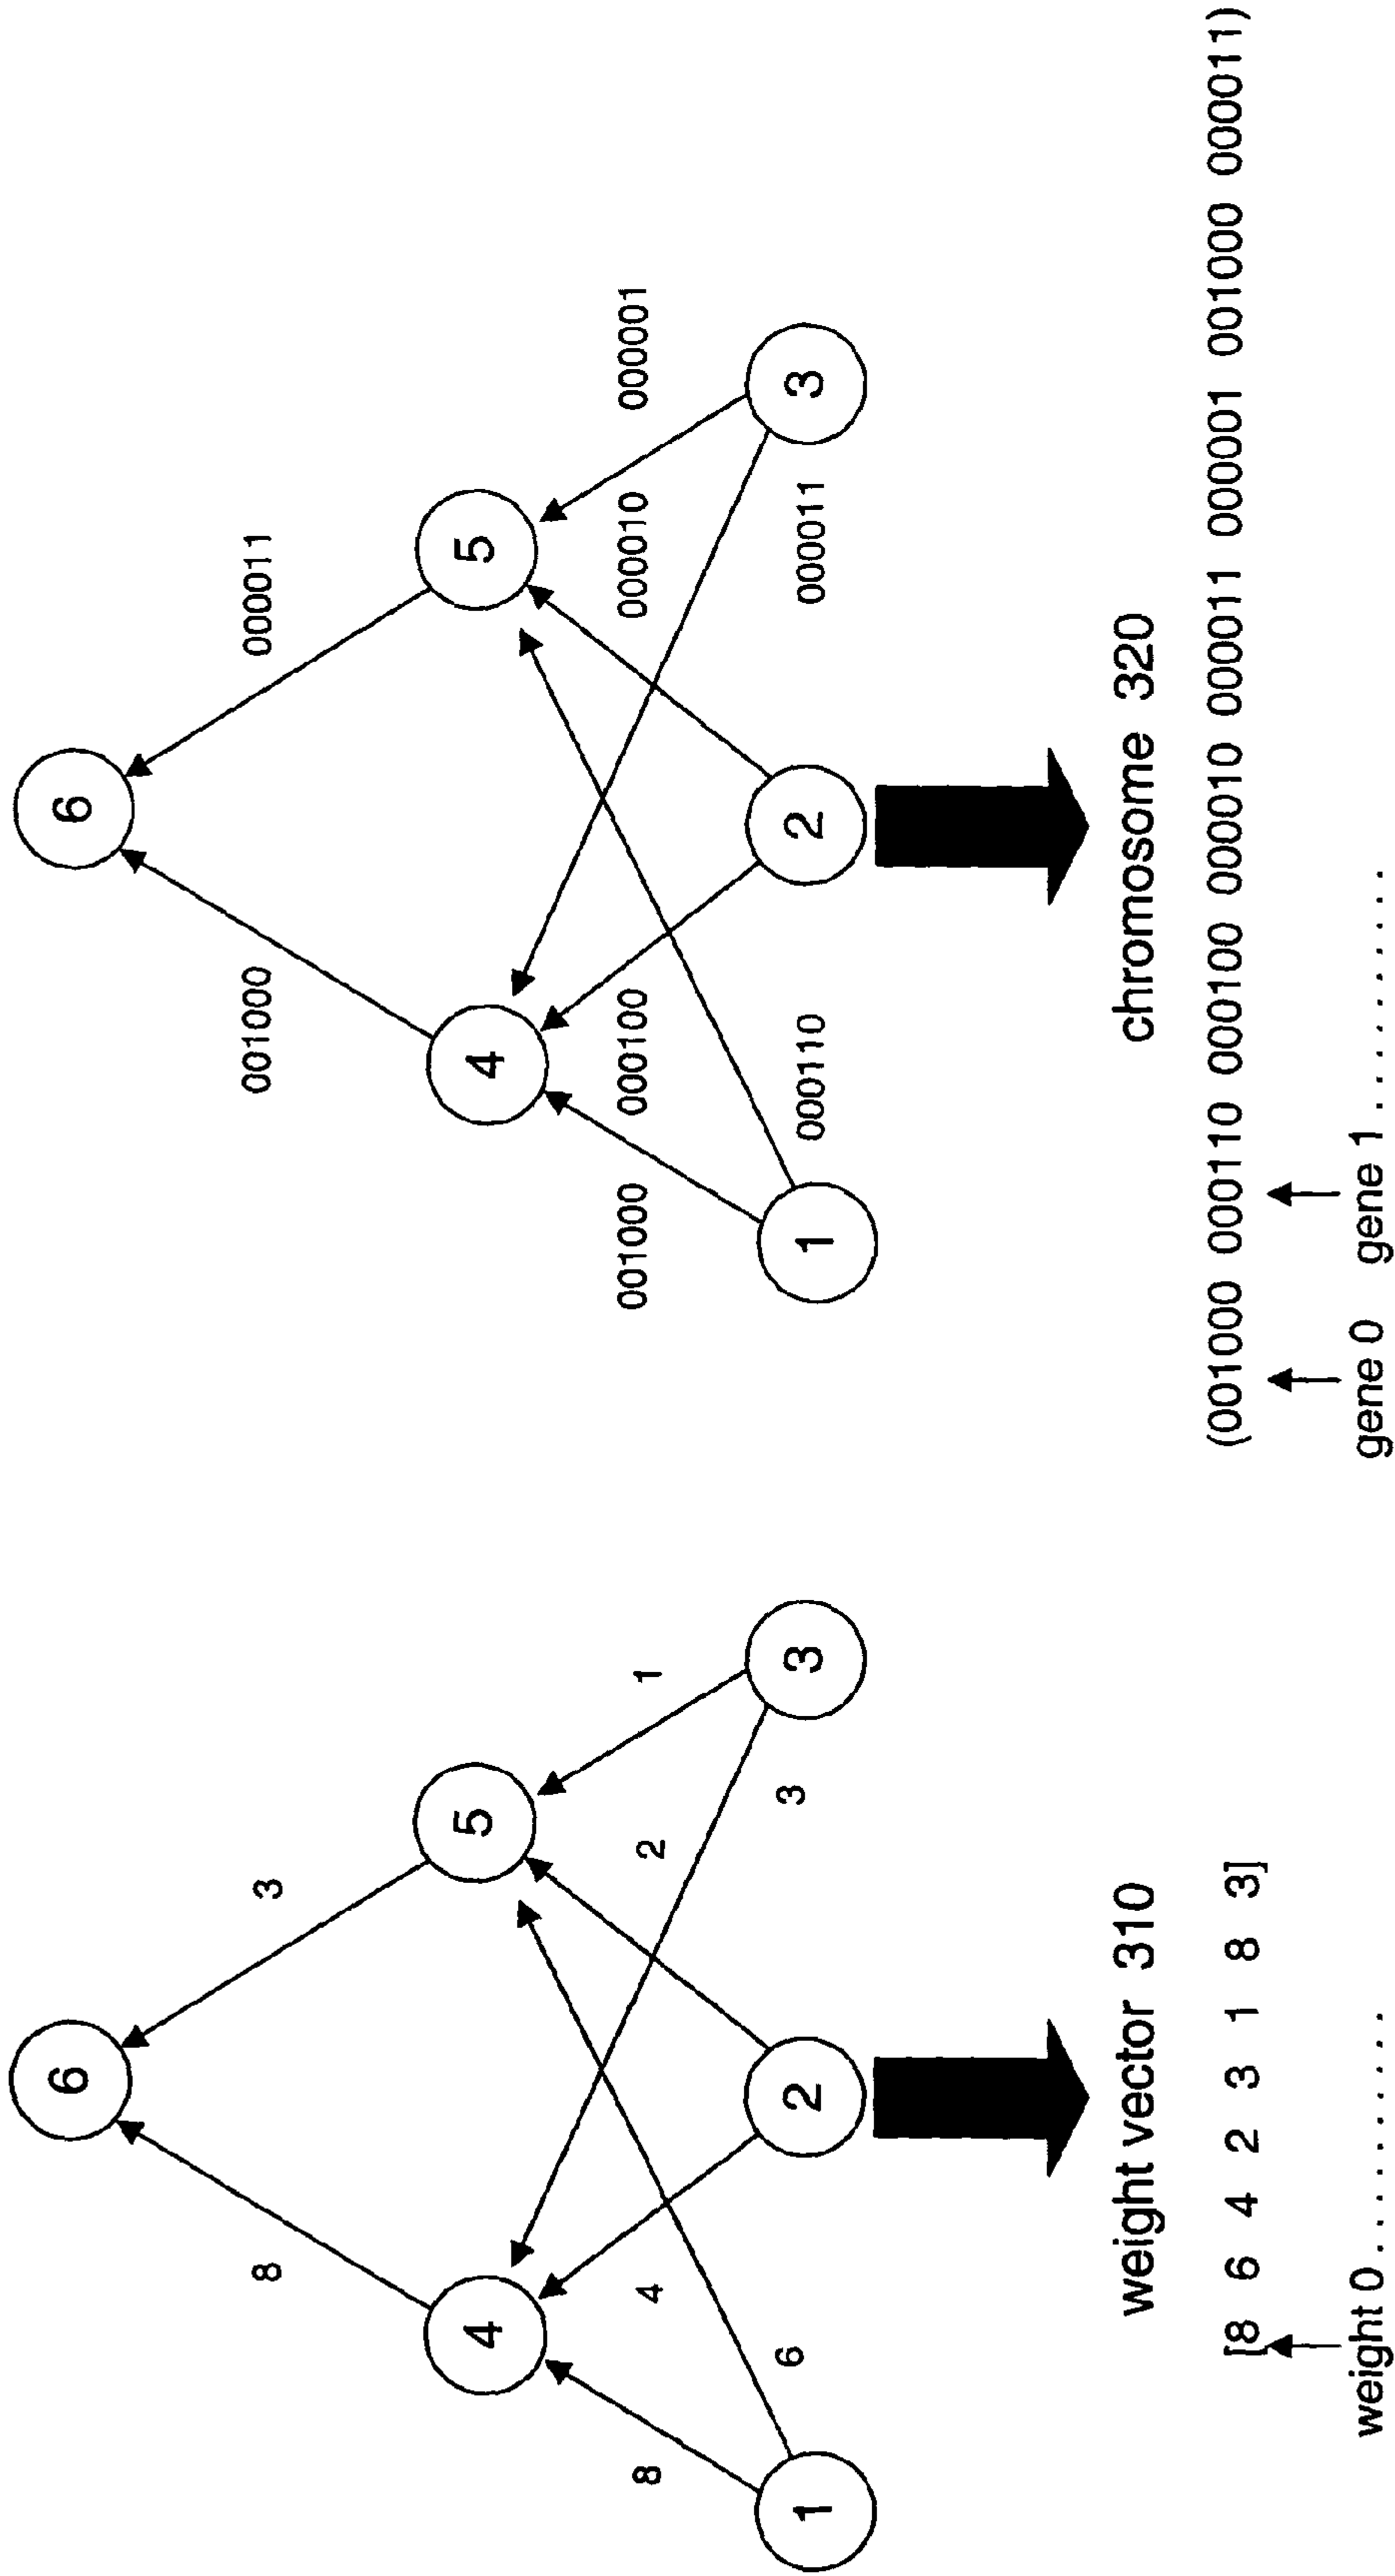 6
8 3
4 5
8 4 2 1
6 3
1 2 3
weight vector 310
[8 6 4 2 3 1 8 3]
weight 0 . . . . . . . . . .
6
001000 000011
4 5
001000 000100 000010 000001
000110 000011
1 2 3
chromosome 320
(001000 000110 000100 000010 000011 000001 001000 000011)
gene 0 gene 1 . . . . . . . . . .